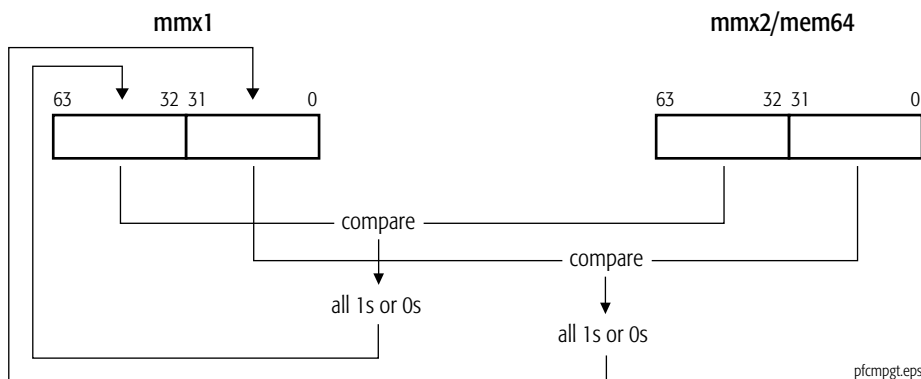 mmx1 mmx2/mem64
63 32 31 0 63 32 31 0
compare
compare
all 1s or 0s
all 1s or 0s
pfcmpgt.eps